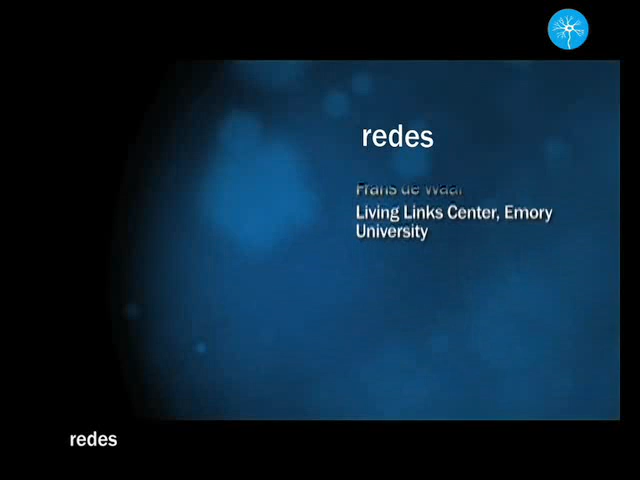 redes
Frans de Waal
Living Links Center, Emory
University
redes